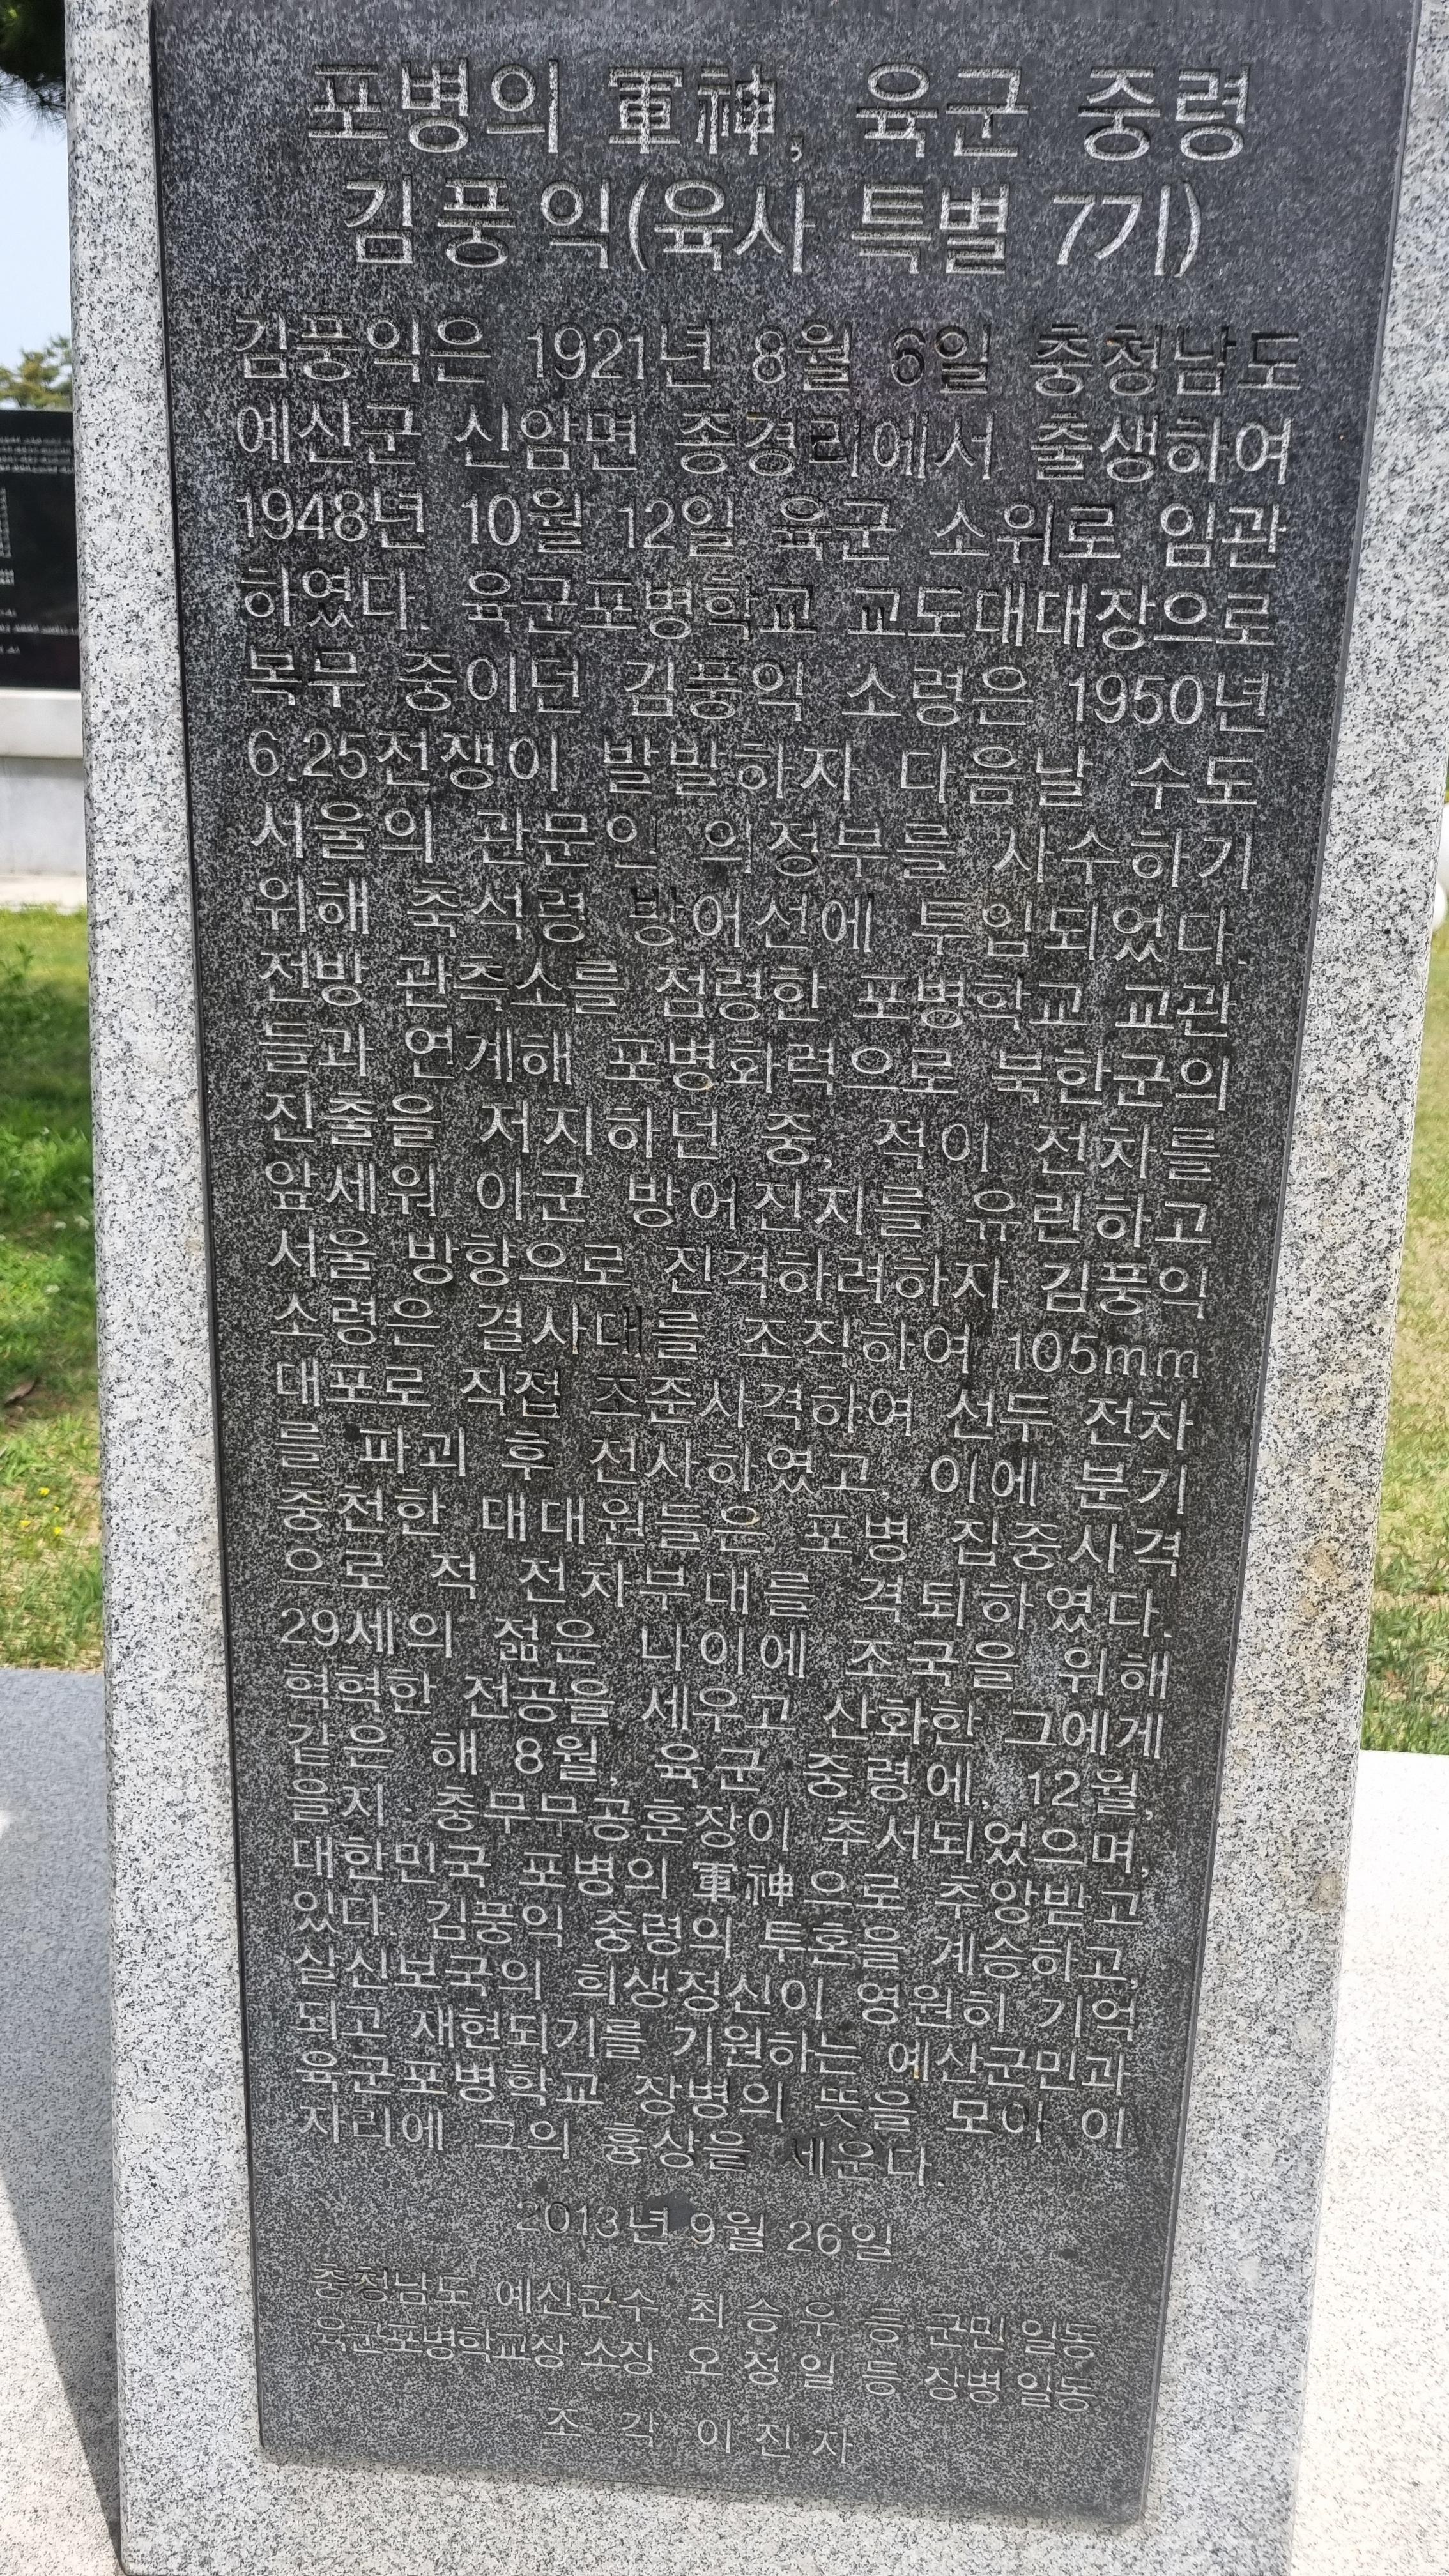 포병의 軍神, 육군 중령
김풍익(육사 특별 7기)
김풍익은 1921년 8월 6일 충청남도
예산군 신암면 종경리에서 출생하여
1948년 10월 12일 육군 소위로 임관
하였다. 육군포병학교 교도대대장으로
복무 중이던 김풍익 소령은 1950년
6.25전쟁이 발발하자 다음날 수도
서울의 관문인 의정부를 사수하기
위해 축석령 방어선에 투입되었다.
전방 관측소를 점령한 포병학교 교관
들과 연계해 포병화력으로 북한군의
진출을 저지하던 중, 적이 전차를
앞세워 아군 방어진지를 유린하고
서울 방향으로 진격하려하자 김풍익
소령은 결사대를 조직하여 105mm
대포로 직접 조준사격하여 선두 전차
를 파괴 후 전사하였고, 이에 분기
충천한 대대원들은 포병 집중사격
으로 적 전차부대를 격퇴하였다.
29세의 젊은 나이에 조국을 위해
혁혁한 전공을 세우고 산화한 그에게
같은 해 8월, 육군 중령에, 12월,
을지·충무무공훈장이 추서되었으며,
대한민국 포병의 軍神으로 추앙받고
있다. 김풍익 중령의 투혼을 계승하고,
살신보국의 희생정신이 영원히 기억
되고 재현되기를 기원하는 예산군민과
육군포병학교 장병의 뜻을 모아 이
자리에 그의 흉상을 세운다.
2013년 9월 26일
충청남도 예산군수 최승우 등 군민일동
육군포병학교장 소장 오정일 등 장병일동
조각 이진자